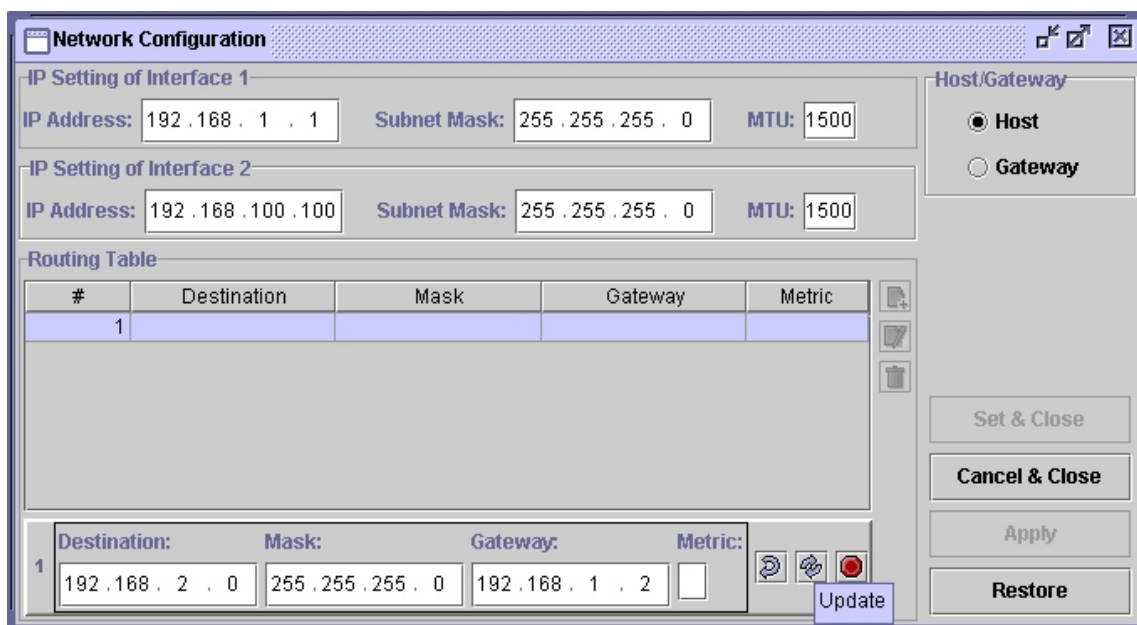 Network Configuration
IP Setting of Interface 1
IP Address: 192.168. 1 . 1 Subnet Mask: 255.255.255. 0 MTU: 1500
IP Setting of Interface 2
IP Address: 192.168.100.100 Subnet Mask: 255.255.255. 0 MTU: 1500
Host/Gateway
Host
Gateway
Routing Table
# Destination Mask Gateway Metric
1
Destination: Mask: Gateway: Metric:
1 192.168. 2 . 0 255.255.255. 0 192.168. 1 . 2
Update
Set & Close
Cancel & Close
Apply
Restore